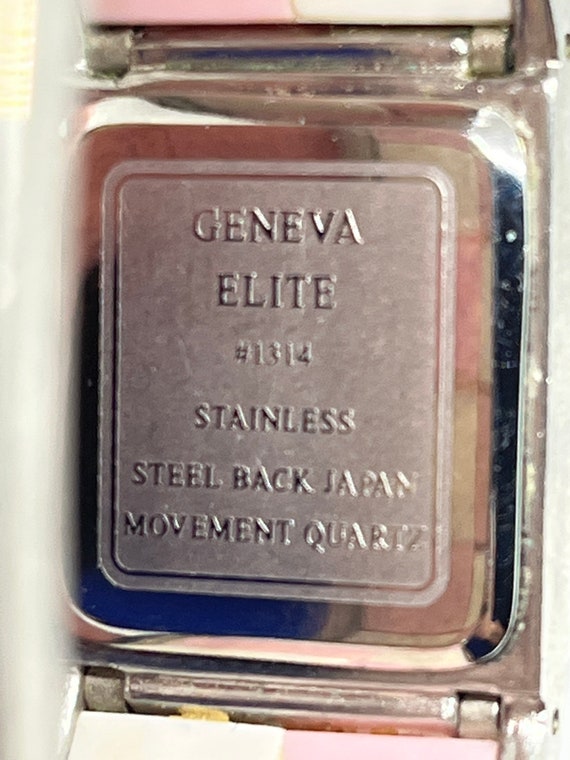 GENEVA
ELITE
#1314
STAINLESS
STEEL BACK JAPAN
MOVEMENT QUARTZ